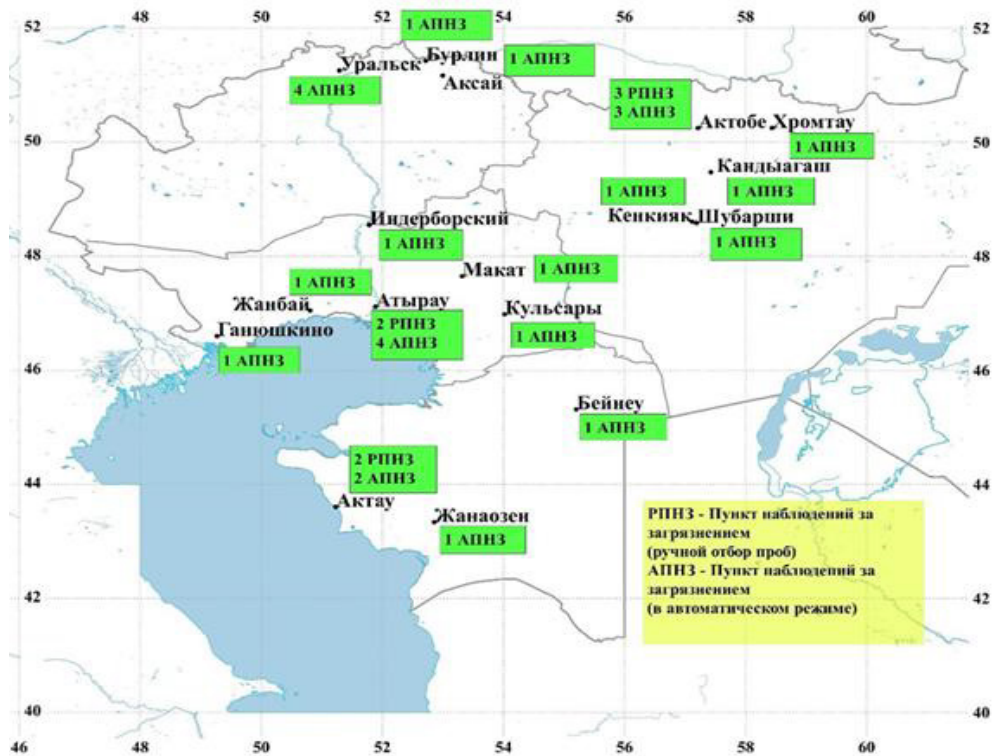 48 50 52 54 56 58 60
52 52
1 АПНЗ
Бурлин
1 АПНЗ
Уральск
Аксай
4 АПНЗ
3 РПНЗ
3 АПНЗ
50 50
Актобе Хромтау
1 АПНЗ
Кандыагаш
1 АПНЗ 1 АПНЗ
Кенкияк Шубарши
Индерборский
1 АПНЗ
1 АПНЗ
48 48
Макат
1 АПНЗ
1 АПНЗ
Жанбай
Атырау
Кульсары
2 РПНЗ
4 АПНЗ
Ганюшкино
1 АПНЗ
1 АПНЗ
46 46
Бейнеу
1 АПНЗ
2 РПНЗ
2 АПНЗ
44 44
Актау
Жанаозен
1 АПНЗ
РПНЗ - Пункт наблюдений за
загрязнением
(ручной отбор проб)
АПНЗ - Пункт наблюдений за
загрязнением
(в автоматическом режиме)
42 42
40 40
46 48 50 52 54 56 58 60